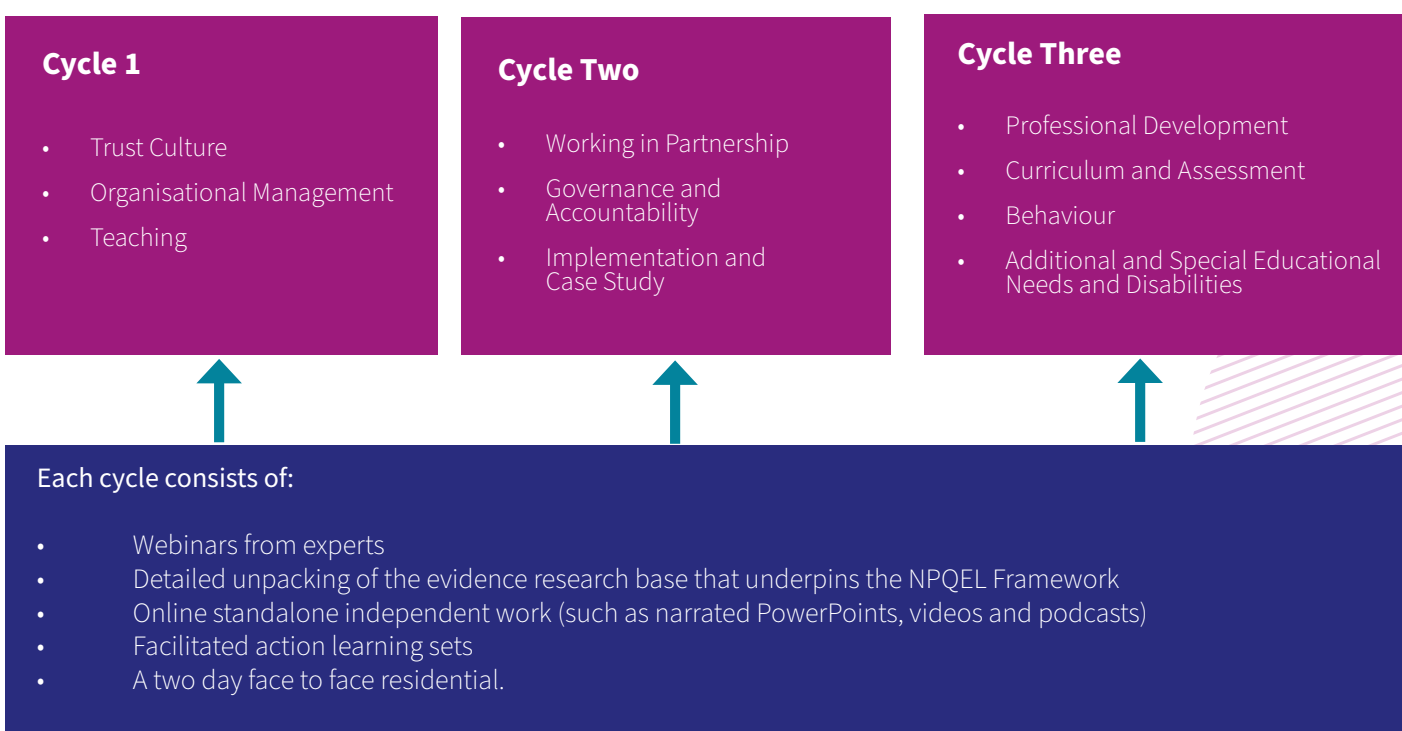 Cycle 1
• Trust Culture
• Organisational Management
• Teaching
Cycle Two
• Working in Partnership
• Governance and
Accountability
• Implementation and
Case Study
Cycle Three
• Professional Development
• Curriculum and Assessment
• Behaviour
• Additional and Special Educational
Needs and Disabilities
Each cycle consists of:
• Webinars from experts
• Detailed unpacking of the evidence research base that underpins the NPQEL Framework
• Online standalone independent work (such as narrated PowerPoints, videos and podcasts)
• Facilitated action learning sets
• A two day face to face residential.